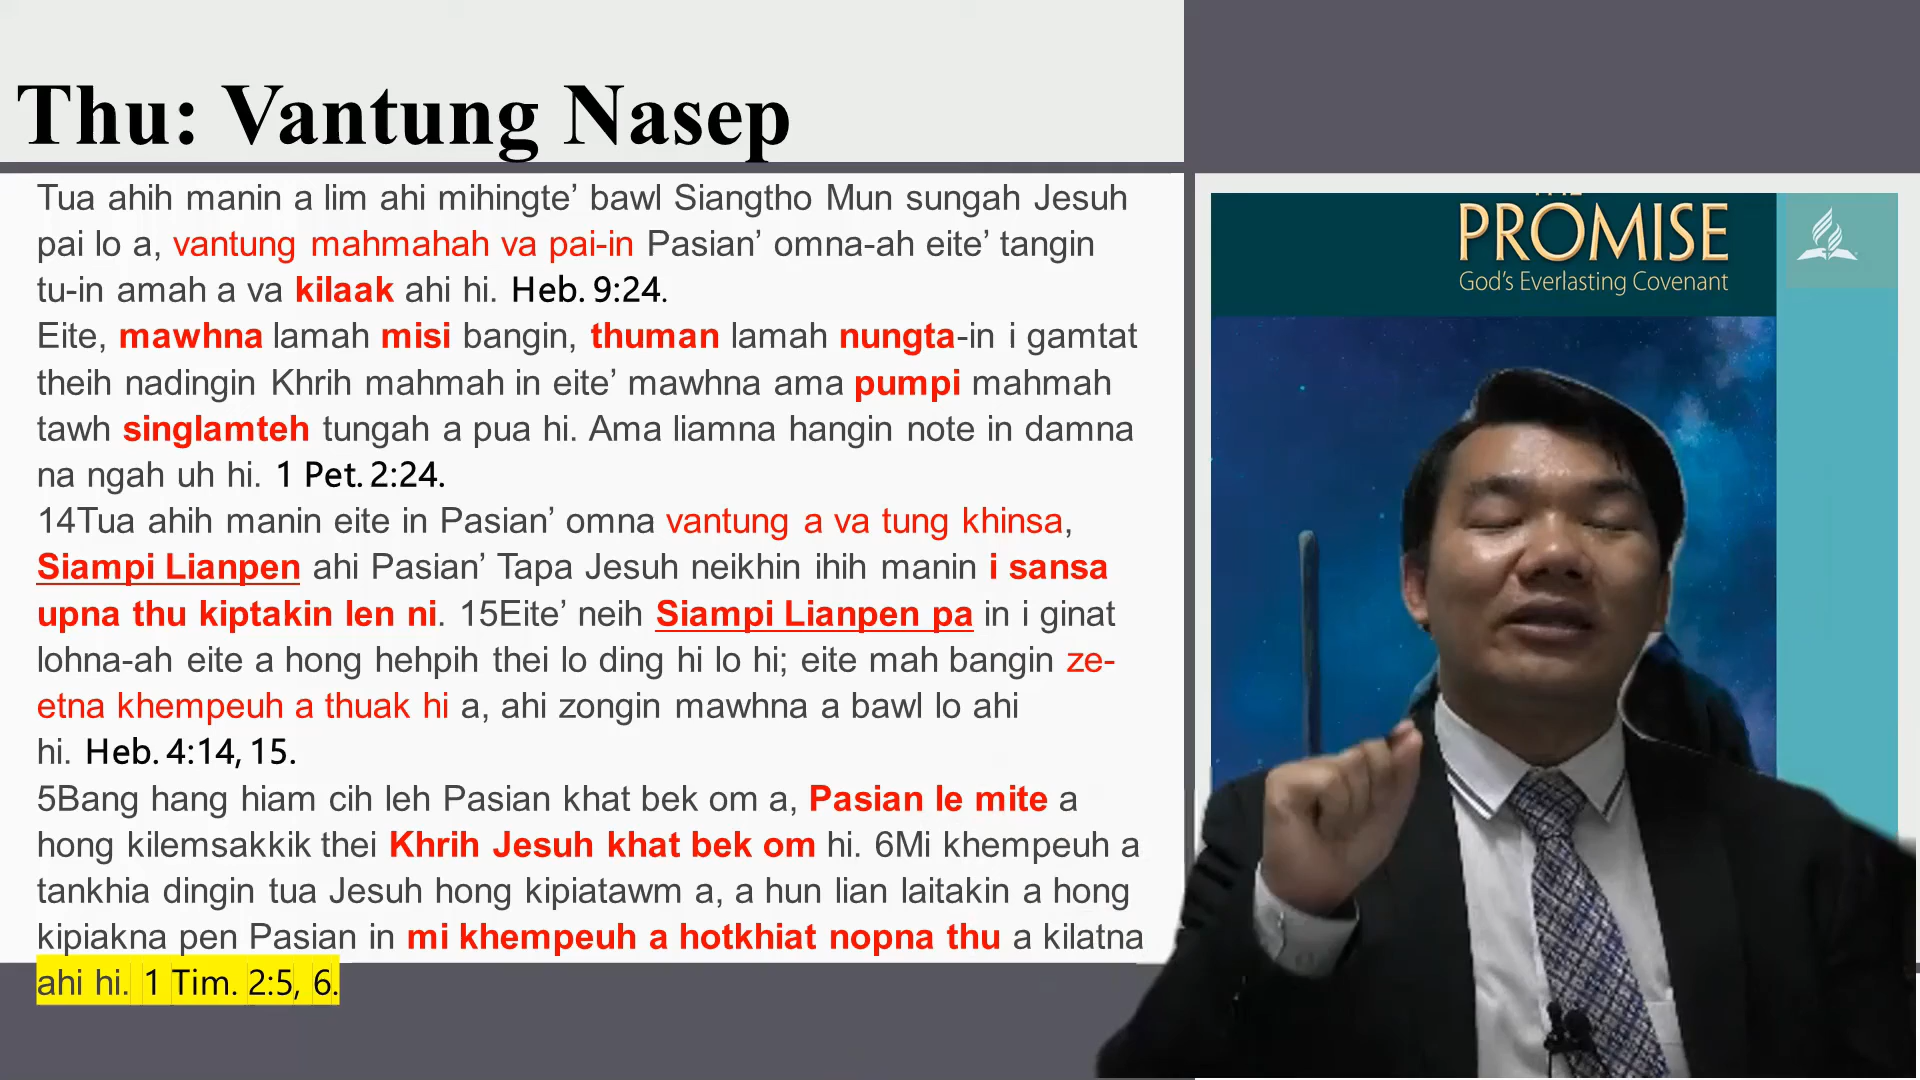 Thu: Vantung Nasep
Tua ahih manin a lim ahi mihingte’ bawl Siangtho Mun sungah Jesuh
pai lo a, vantung mahmahah va pai-in Pasian’ omna-ah eite’ tangin
tu-in amah a va kilaak ahi hi. Heb. 9:24.
Eite, mawhna lamah misi bangin, thuman lamah nungta-in i gamtat
theih nadingin Khrih mahmah in eite’ mawhna ama pumpi mahmah
tawh singlamteh tungah a pua hi. Ama liamna hangin note in damna
na ngah uh hi. 1 Pet. 2:24.
14Tua ahih manin eite in Pasian’ omna vantung a va tung khinsa,
Siampi Lianpen ahi Pasian’ Tapa Jesuh neikhin ihih manin i sansa
upna thu kiptakin len ni. 15Eite’ neih Siampi Lianpen pa in i ginat
lohna-ah eite a hong hehpih thei lo ding hi lo hi; eite mah bangin ze-
etna khempeuh a thuak hi a, ahi zongin mawhna a bawl lo ahi
hi. Heb. 4:14, 15.
5Bang hang hiam cih leh Pasian khat bek om a, Pasian le mite a
hong kilemsakkik thei Khrih Jesuh khat bek om hi. 6Mi khempeuh a
tankhia dingin tua Jesuh hong kipiatawm a, a hun lian laitakin a hong
kipiakna pen Pasian in mi khempeuh a hotkhiat nopna thu a kilatna
ahi hi. 1 Tim. 2:5, 6.
PROMISE
God’s Everlasting Covenant